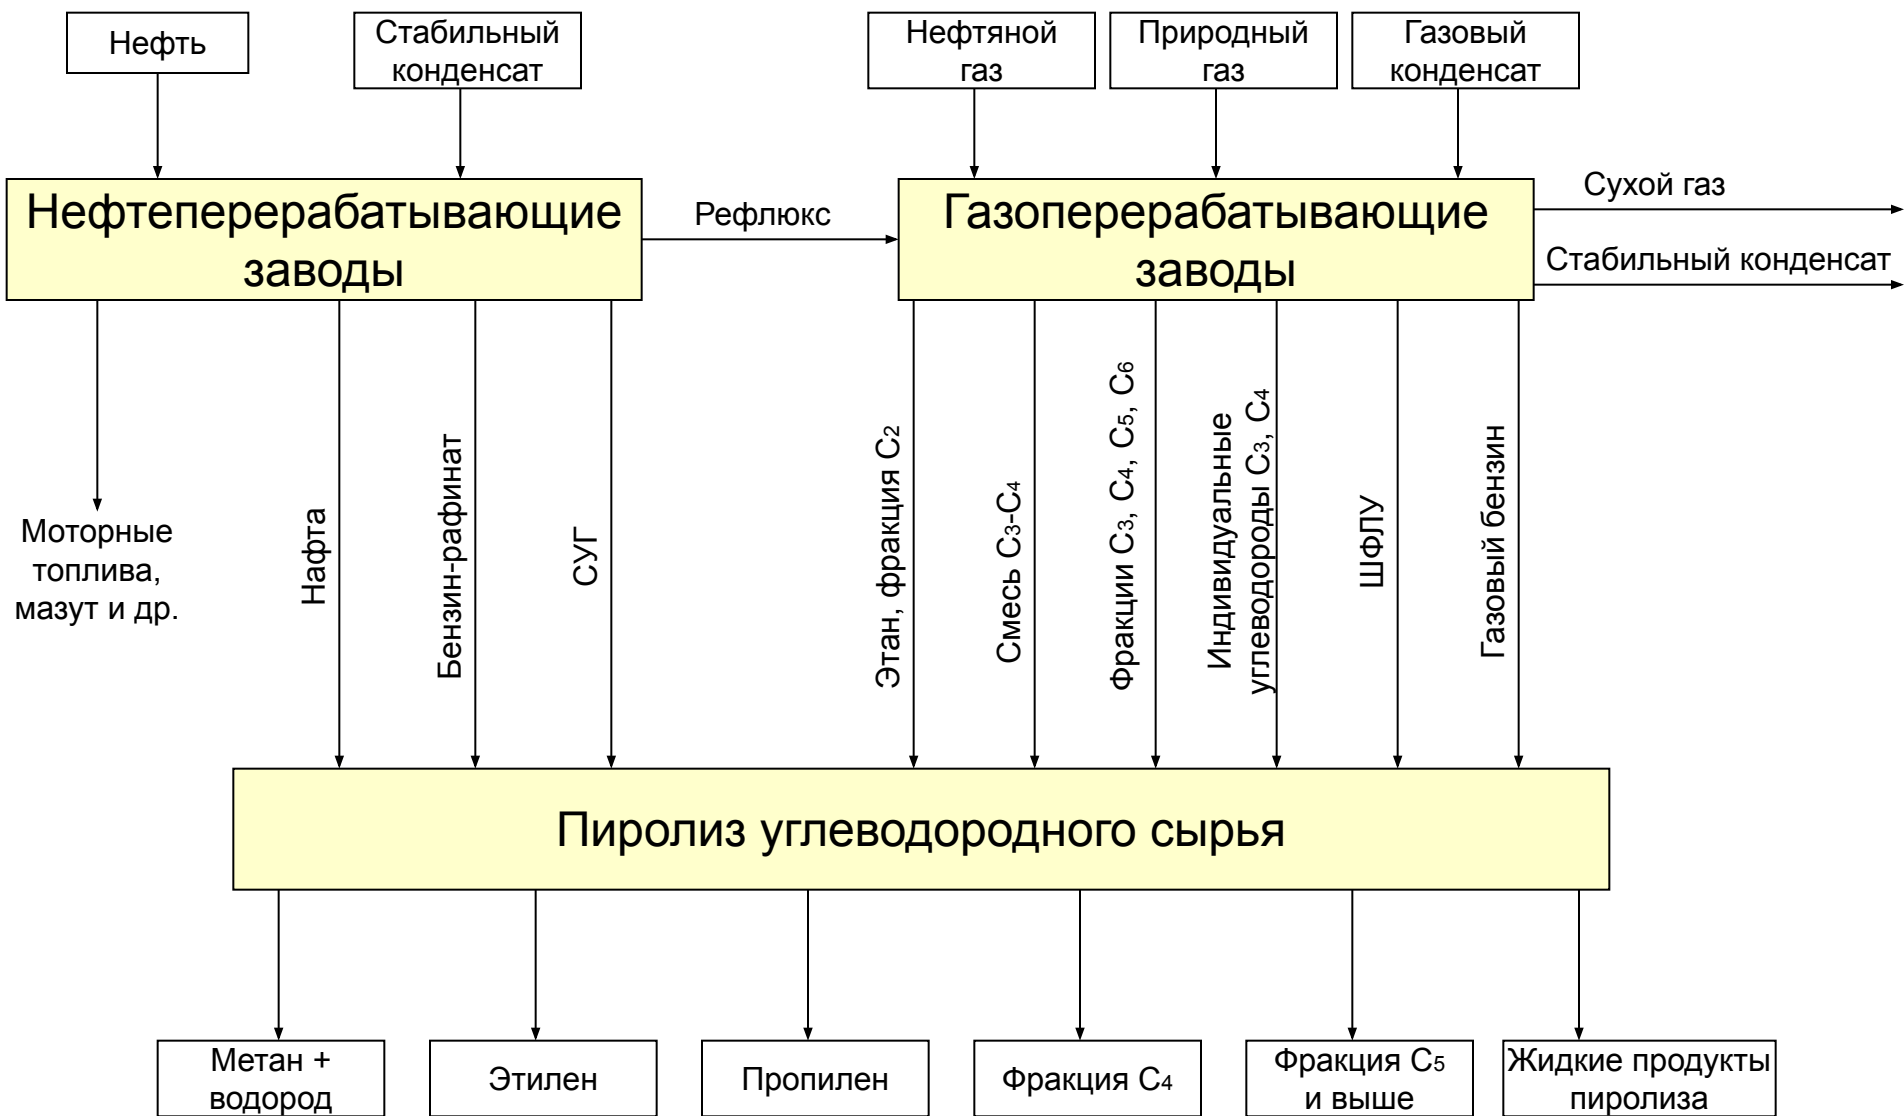 Нефть
Стабильный
конденсат
Нефтяной
газ
Природный
газ
Газовый
конденсат
Нефтеперерабатывающие
заводы
Рефлюкс
Газоперерабатывающие
заводы
Сухой газ
Стабильный конденсат
Моторные
топлива,
мазут и др.
Нафта
Бензин-рафинат
СУГ
Этан, фракция С2
Смесь С3-С4
Фракции С3, С4, С5, С6
Индивидуальные
углеводороды С3, С4
ШФЛУ
Газовый бензин
Пиролиз углеводородного сырья
Метан +
водород
Этилен
Пропилен
Фракция С4
Фракция С5
и выше
Жидкие продукты
пиролиза